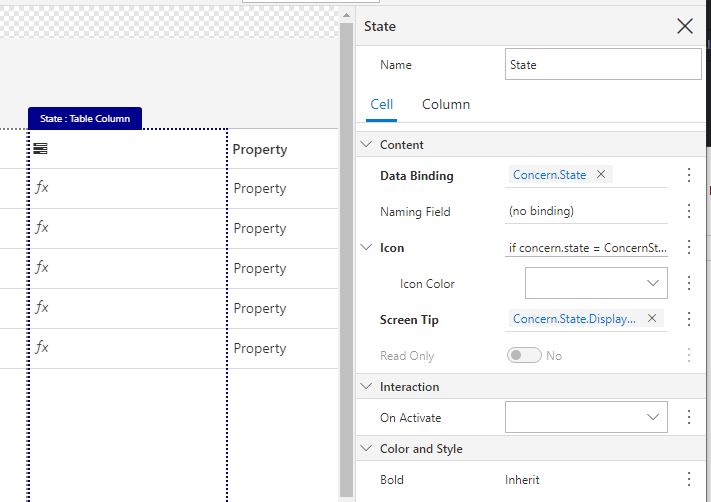 State
Name State
Cell Column
State : Table Column
Content
Property
Data Binding Concern.State
fx Property
Naming Field (no binding)
fx Property
Icon if concern.state = ConcernSt...
fx Property
Icon Color
fx Property
Screen Tip Concern.State.Display...
fx Property
Read Only No
Interaction
On Activate
Color and Style
Bold Inherit